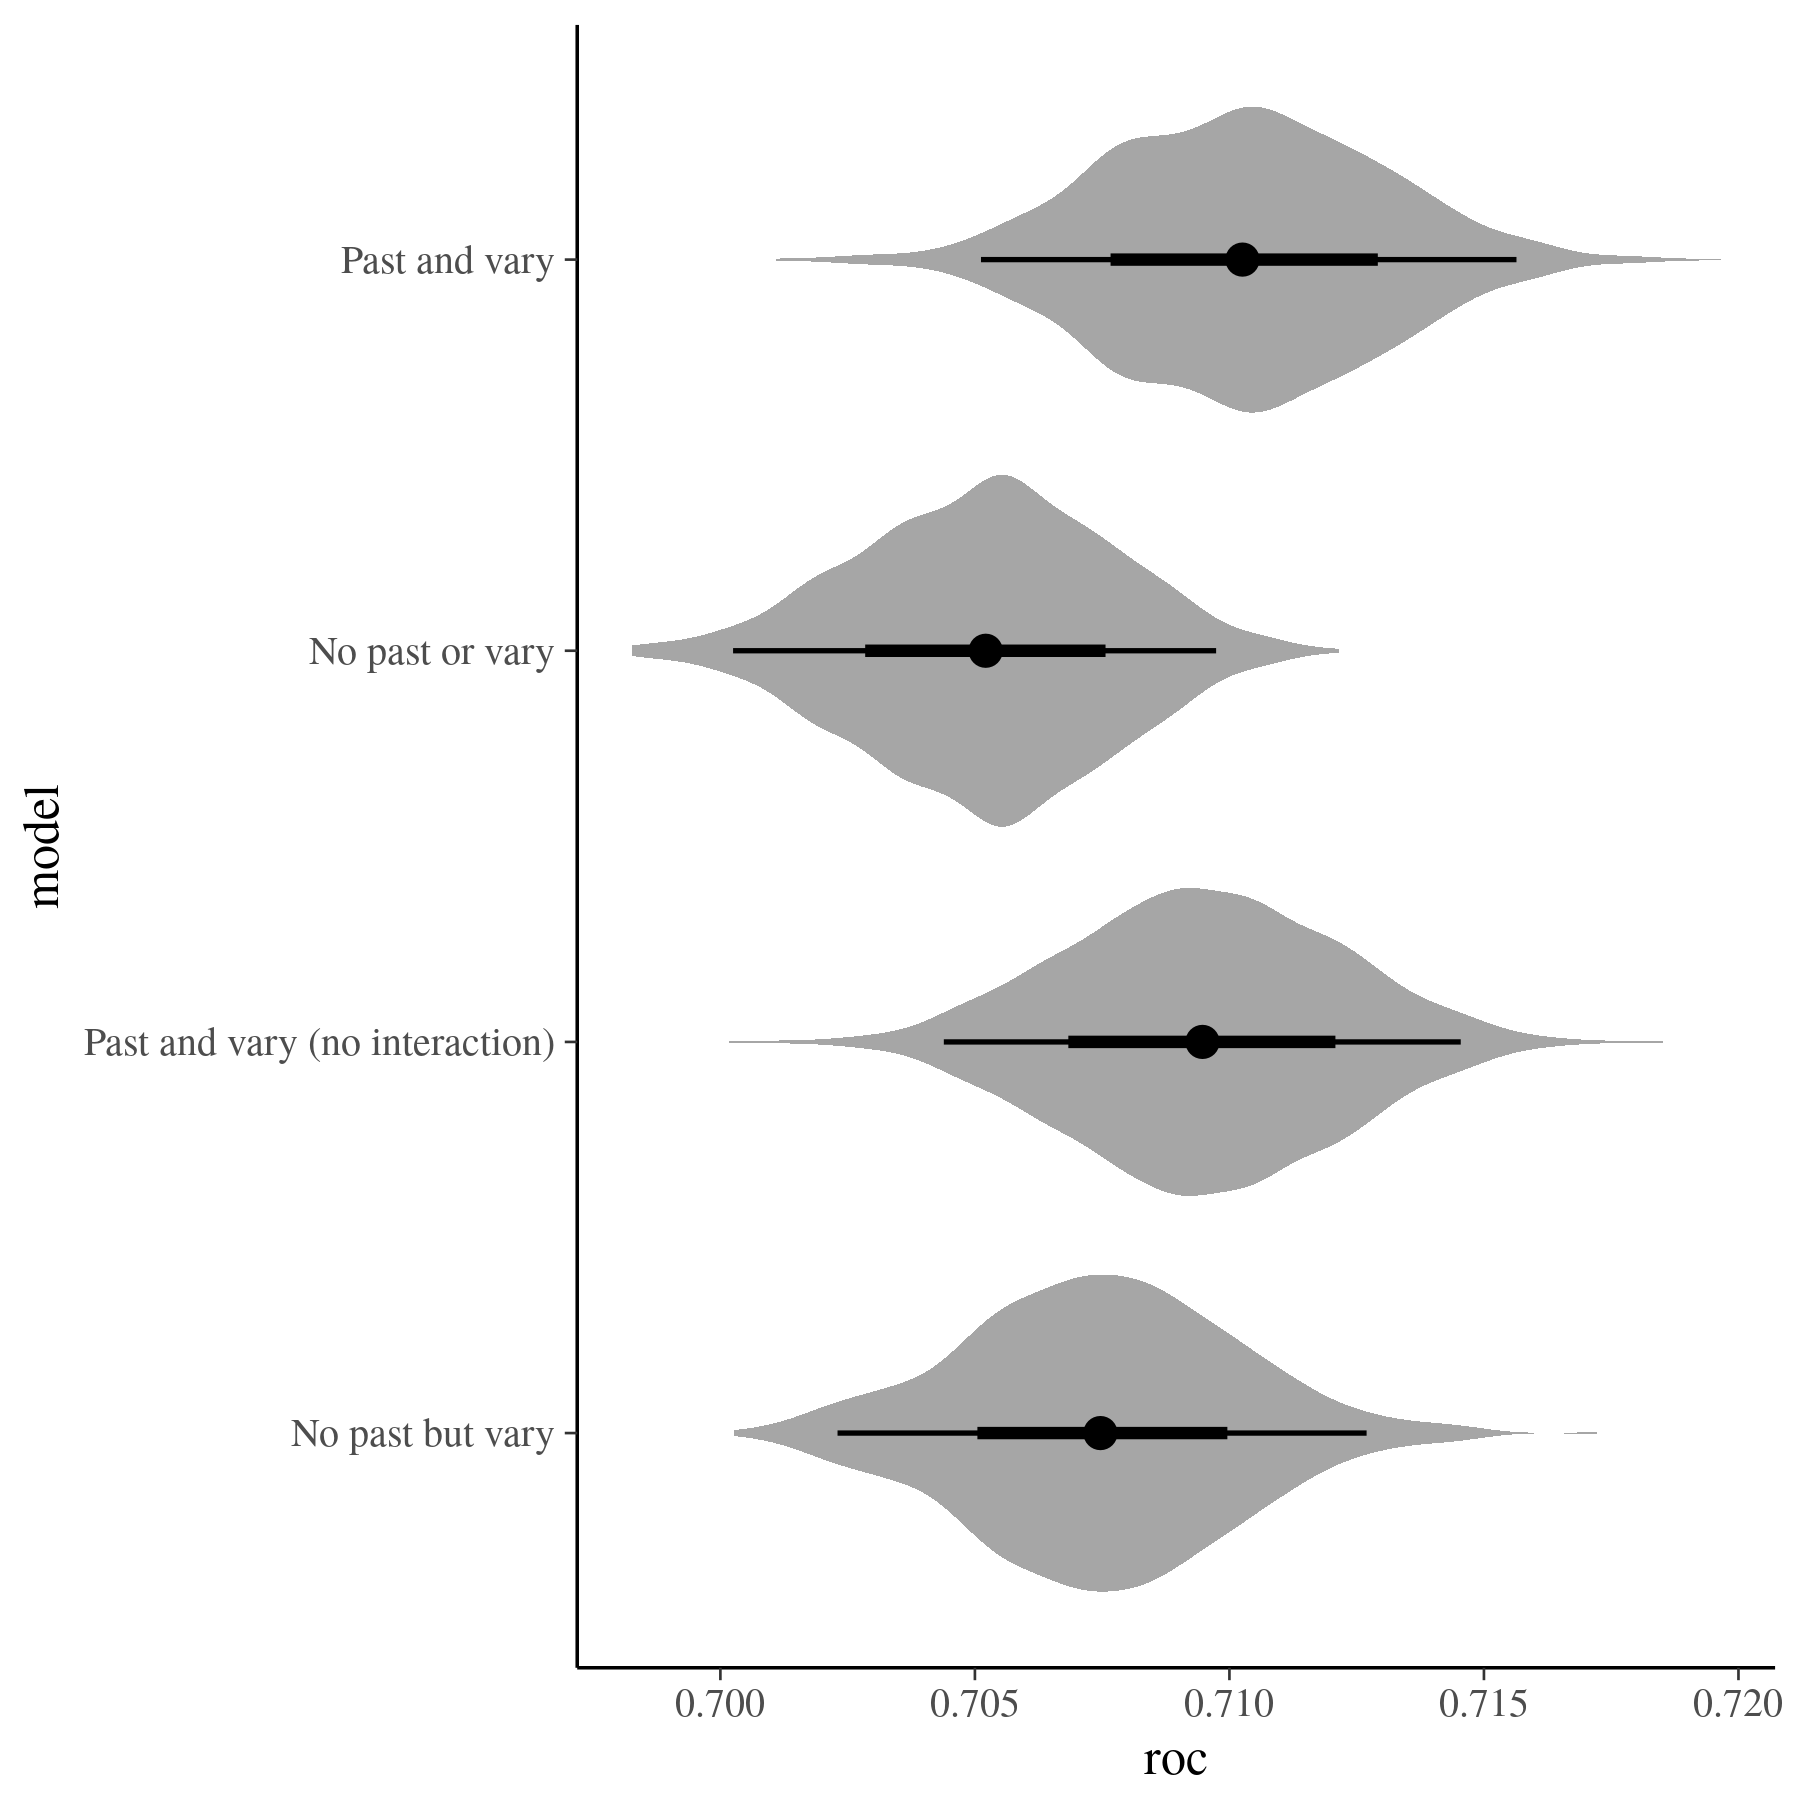 Past and vary
No past or vary
model
Past and vary (no interaction)
No past but vary
0.700 0.705 0.710 0.715 0.720
roc